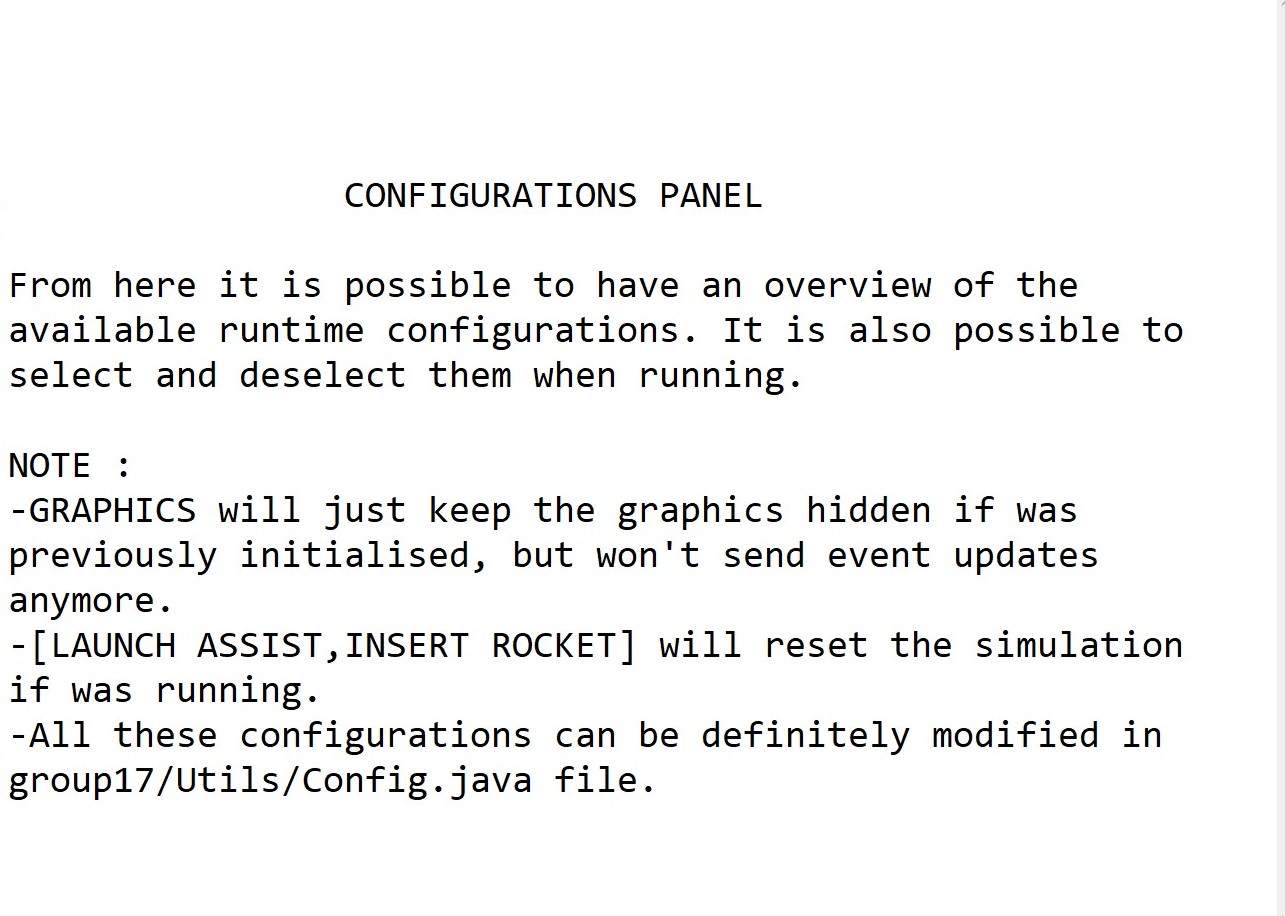 CONFIGURATIONS PANEL
From here it is possible to have an overview of the
available runtime configurations. It is also possible to
select and deselect them when running.
NOTE :
-GRAPHICS will just keep the graphics hidden if was
previously initialised, but won't send event updates
anymore.
-[LAUNCH ASSIST,INSERT ROCKET] will reset the simulation
if was running.
-All these configurations can be definitely modified in
group17/Utils/Config.java file.